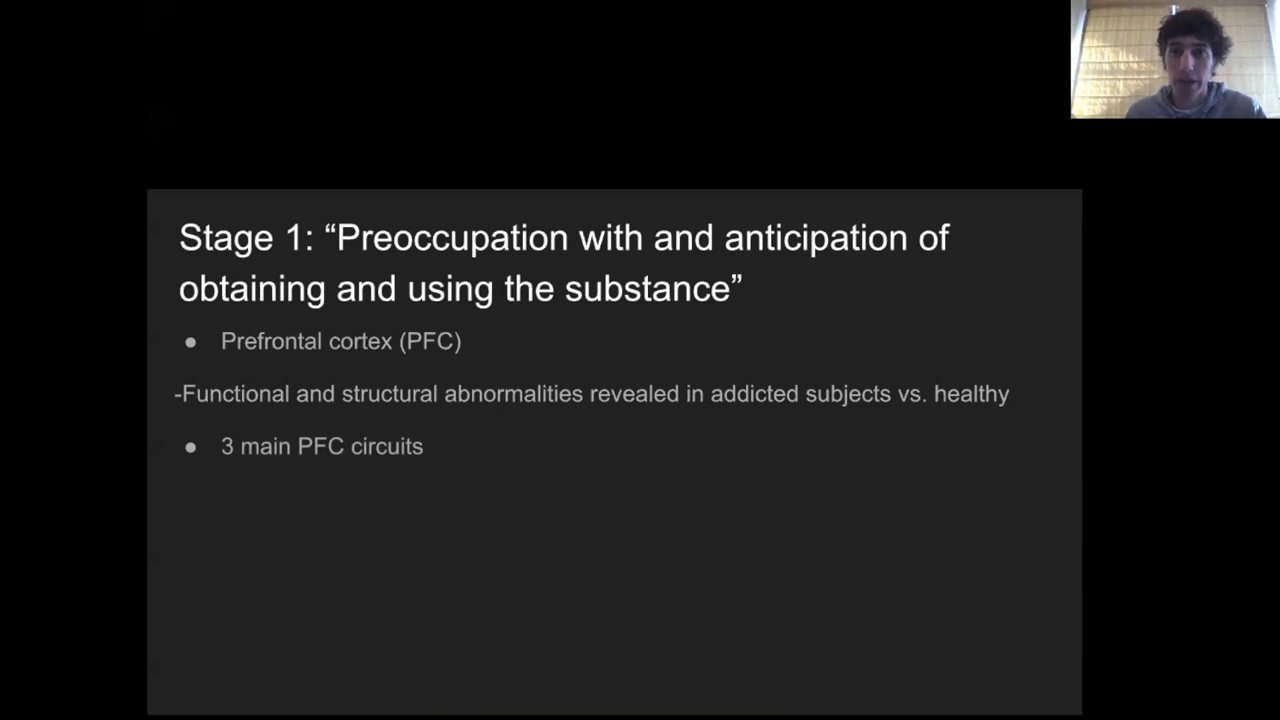 Stage 1: “Preoccupation with and anticipation of
obtaining and using the substance”
● Prefrontal cortex (PFC)
-Functional and structural abnormalities revealed in addicted subjects vs. healthy
● 3 main PFC circuits